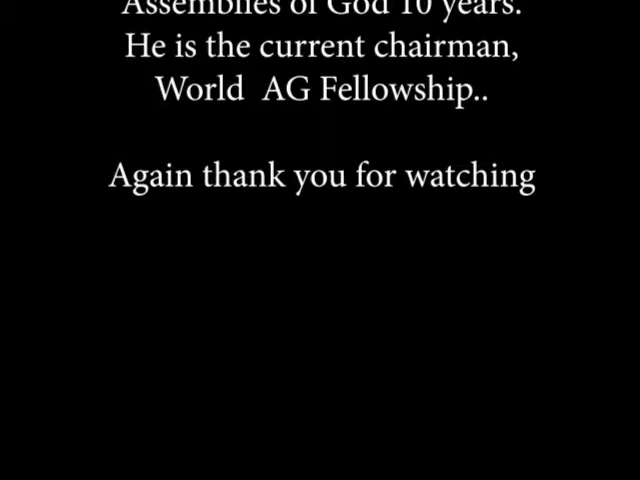 Assemblies of God 10 years.
He is the current chairman,
World  AG Fellowship..
Again thank you for watching